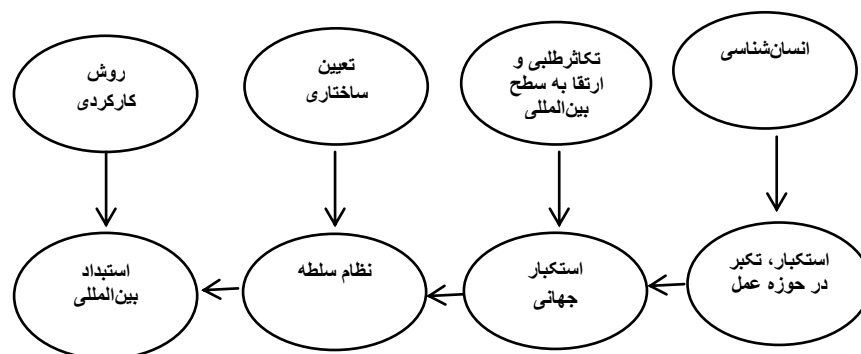 انسان‌شناسی
تکاثرطلبی و
ارتقا به سطح
بین‌المللی
تعیین
ساختاری
روش
کارکردی
استکبار، تکبر
در حوزه عمل
استکبار
جهانی
نظام سلطه
استبداد
بین‌المللی